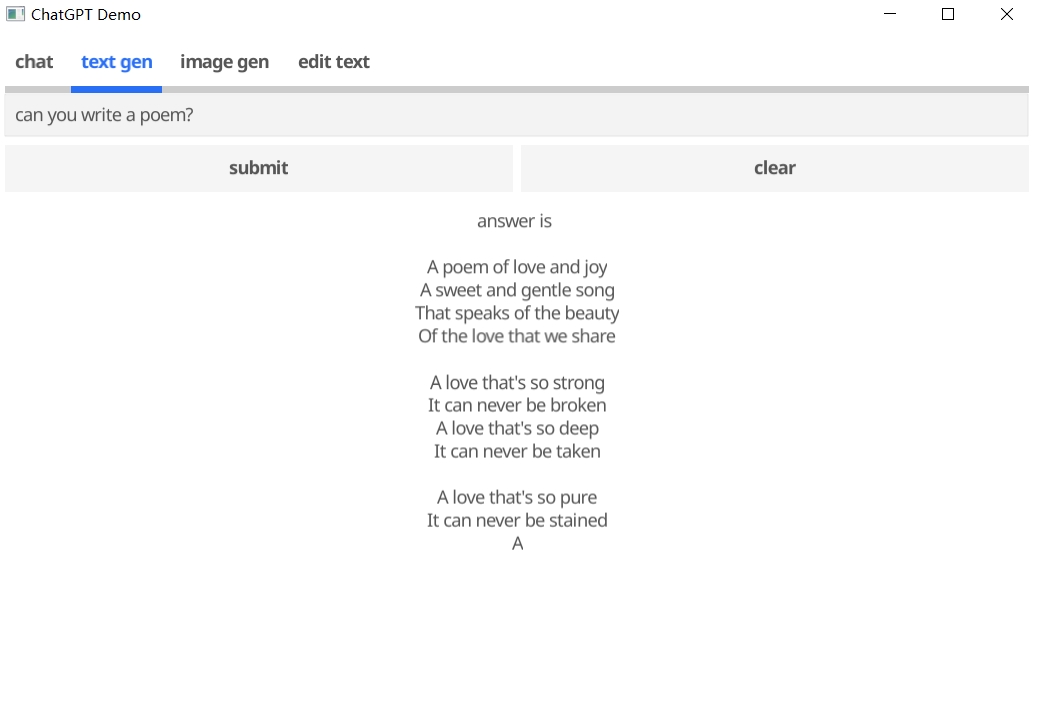 ChatGPT Demo
chat text gen image gen edit text
can you write a poem?
submit clear
answer is
A poem of love and joy
A sweet and gentle song
That speaks of the beauty
Of the love that we share
A love that's so strong
It can never be broken
A love that's so deep
It can never be taken
A love that's so pure
It can never be stained
A